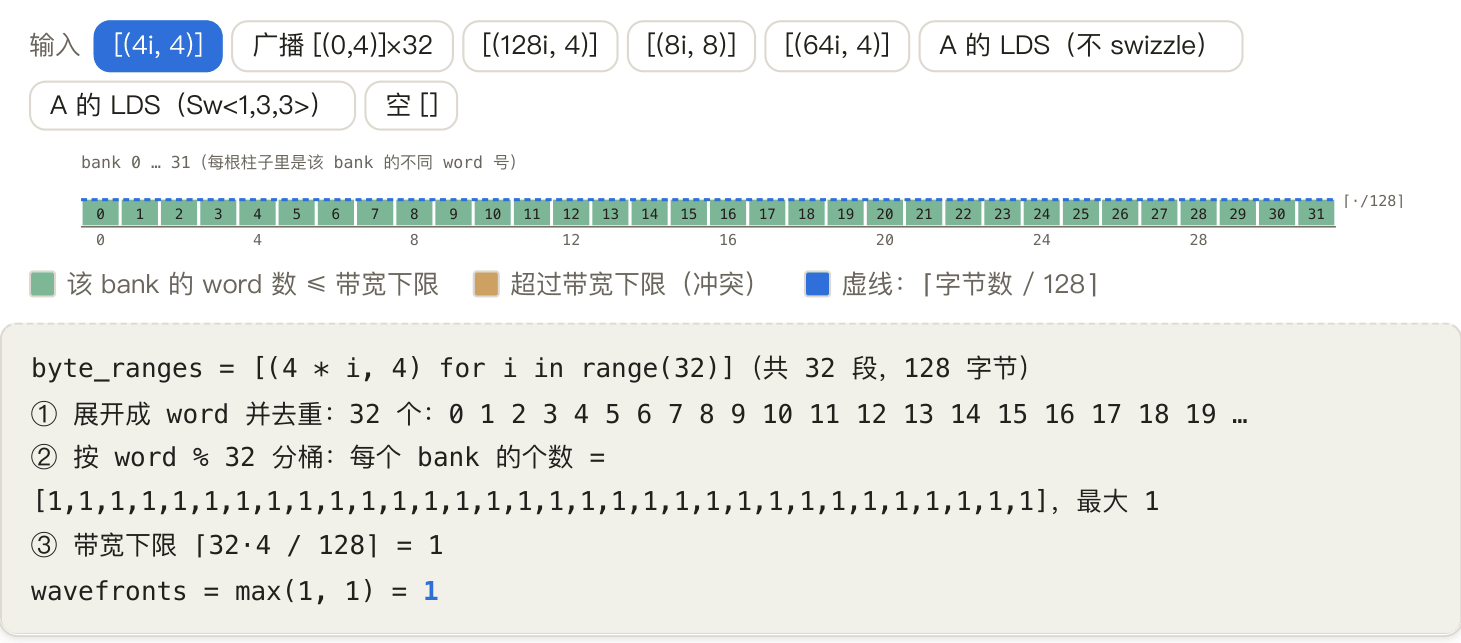 输入 [(4i, 4)] 广播 [(0,4)]×32 [(128i, 4)] [(8i, 8)] [(64i, 4)] A 的 LDS（不 swizzle）
A 的 LDS（Sw<1,3,3>） 空 []
bank 0 … 31（每根柱子里是该 bank 的不同 word 号）
⌈·/128⌉
0 1 2 3 4 5 6 7 8 9 10 11 12 13 14 15 16 17 18 19 20 21 22 23 24 25 26 27 28 29 30 31
0 4 8 12 16 20 24 28
该 bank 的 word 数 ≤ 带宽下限 超过带宽下限（冲突） 虚线：⌈字节数 / 128⌉
byte_ranges = [(4 * i, 4) for i in range(32)]（共 32 段，128 字节）
① 展开成 word 并去重：32 个：0 1 2 3 4 5 6 7 8 9 10 11 12 13 14 15 16 17 18 19 …
② 按 word % 32 分桶：每个 bank 的个数 =
[1,1,1,1,1,1,1,1,1,1,1,1,1,1,1,1,1,1,1,1,1,1,1,1,1,1,1,1,1,1,1,1]，最大 1
③ 带宽下限 ⌈32·4 / 128⌉ = 1
wavefronts = max(1, 1) = 1